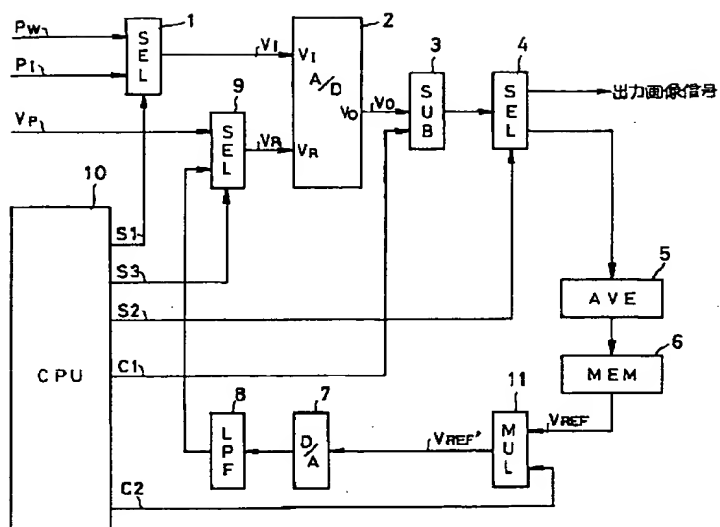 PW
1
SEL
VI
PI
2
VI
A/D
VO
VR
3
VO
SUB
4
SEL
出力画像信号
VP
9
SEL
VR
10
CPU
S1
S3
S2
C1
C2
5
AVE
6
MEM
VREF
11
MUL
VREF'
7
D/A
8
LPF